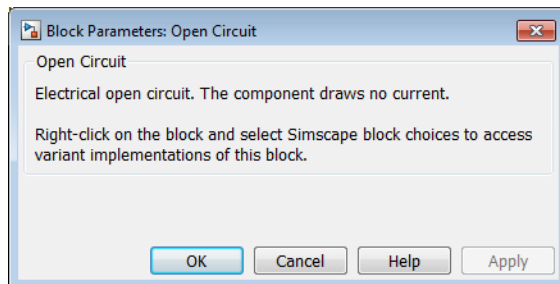 Block Parameters: Open Circuit
Open Circuit
Electrical open circuit. The component draws no current.
Right-click on the block and select Simscape block choices to access
variant implementations of this block.
OK Cancel Help Apply